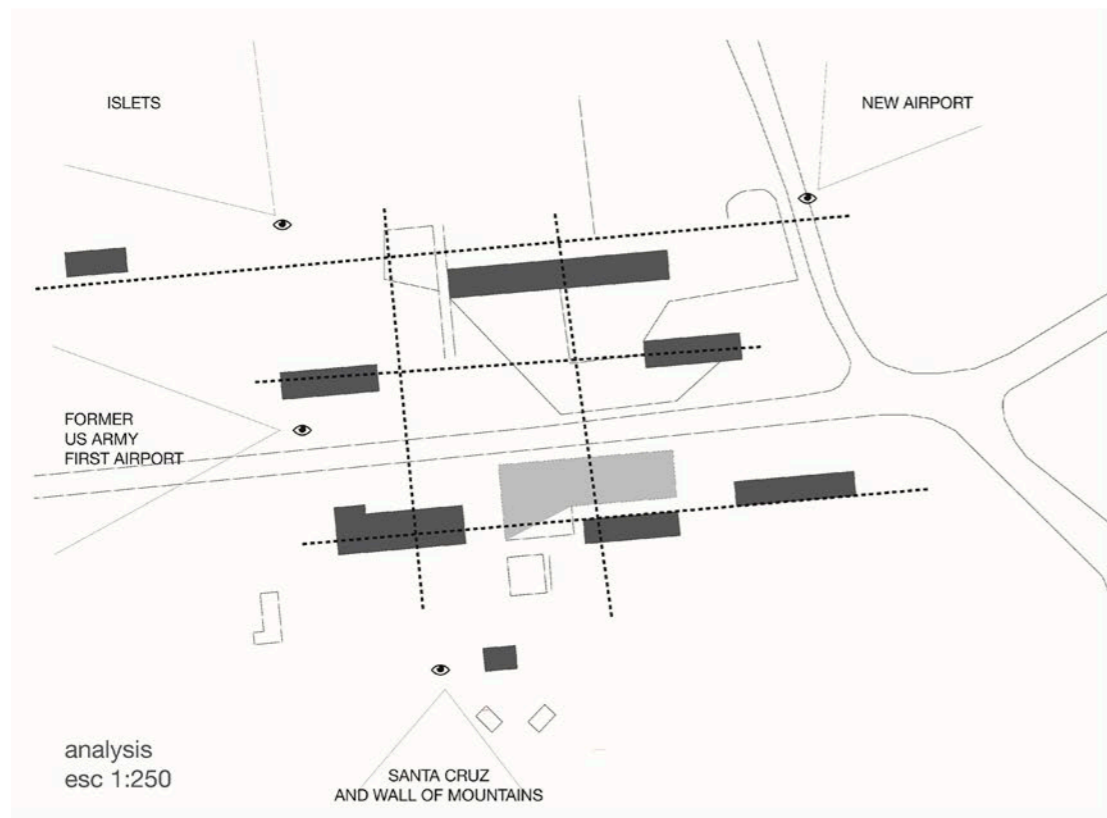 ISLETS
NEW AIRPORT
FORMER
US ARMY
FIRST AIRPORT
analysis
esc 1:250
SANTA CRUZ
AND WALL OF MOUNTAINS